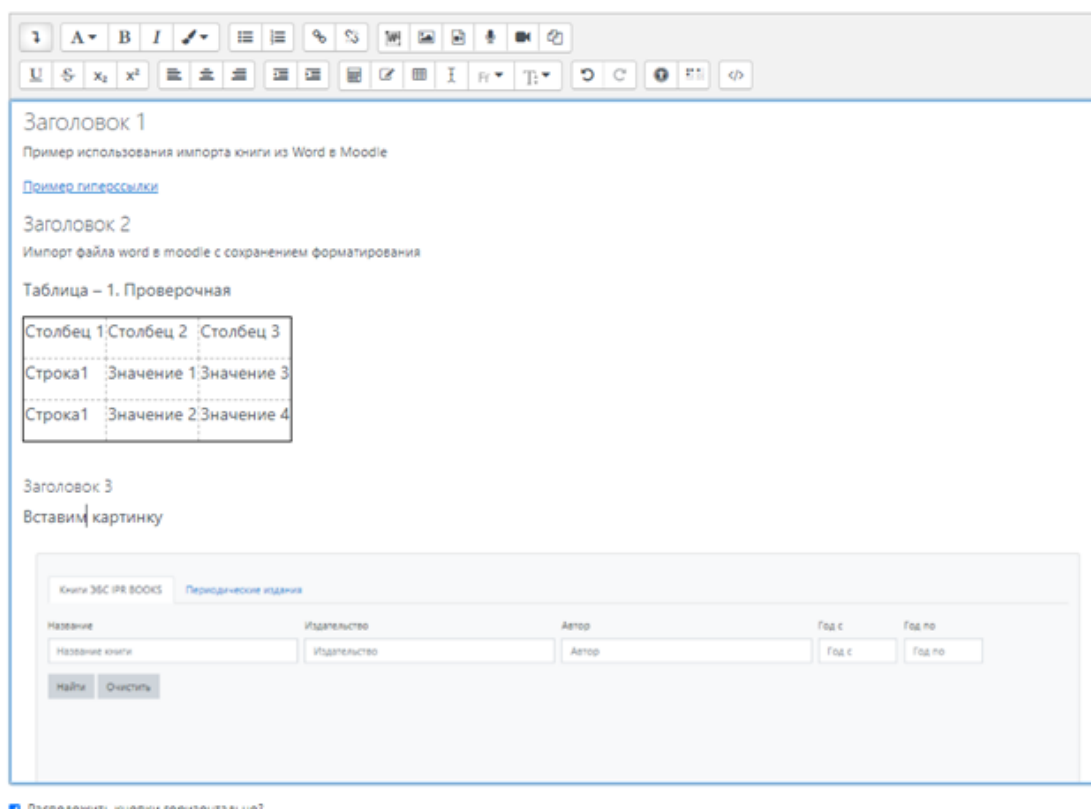 Заголовок 1
Пример использования импорта книги из Word в Moodle
Пример гиперссылки
Заголовок 2
Импорт файла word в moodle с сохранением форматирования
Таблица – 1. Проверочная
Столбец 1 Столбец 2 Столбец 3
Строка1 Значение 1 Значение 3
Строка1 Значение 2 Значение 4
Заголовок 3
Вставим картинку
Книги ЭБС IPR BOOKS Периодические издания
Название Издательство Автор Год с Год по
Название книги Издательство Автор Год с Год по
Найти Очистить
Расположить кнопки горизонтально?